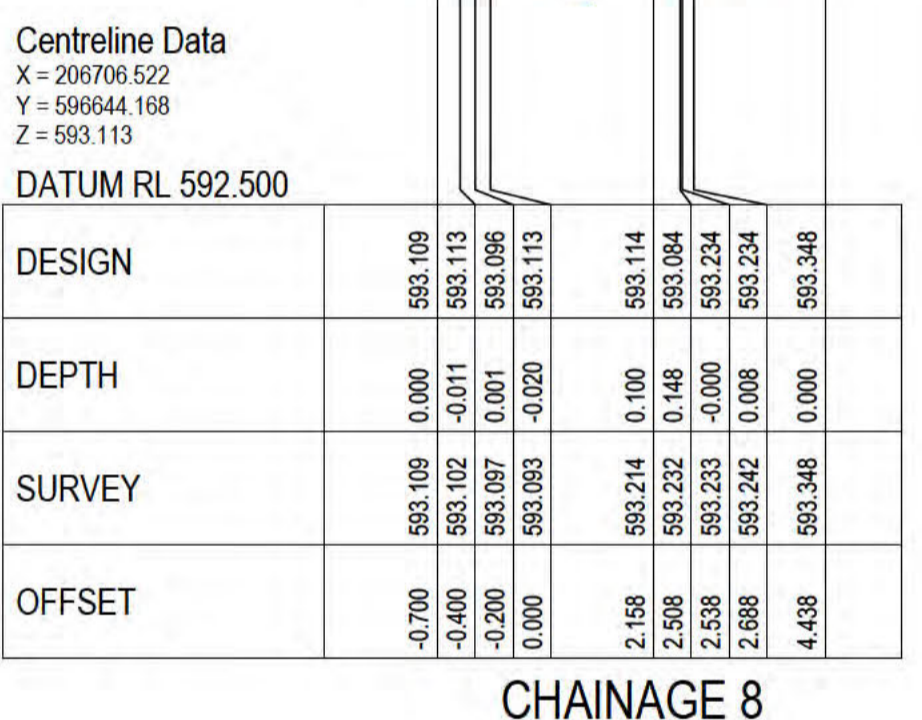 Centreline Data
X = 206706.522
Y = 596644.168
Z = 593.113
DATUM RL 592.500
DESIGN 593.109 593.113 593.096 593.113 593.114 593.084 593.234 593.234 593.348
DEPTH 0.000 -0.011 0.001 -0.020 0.100 0.148 -0.000 0.008 0.000
SURVEY 593.109 593.102 593.097 593.093 593.214 593.232 593.233 593.242 593.348
OFFSET -0.700 -0.400 -0.200 0.000 2.158 2.508 2.538 2.688 4.438
CHAINAGE 8